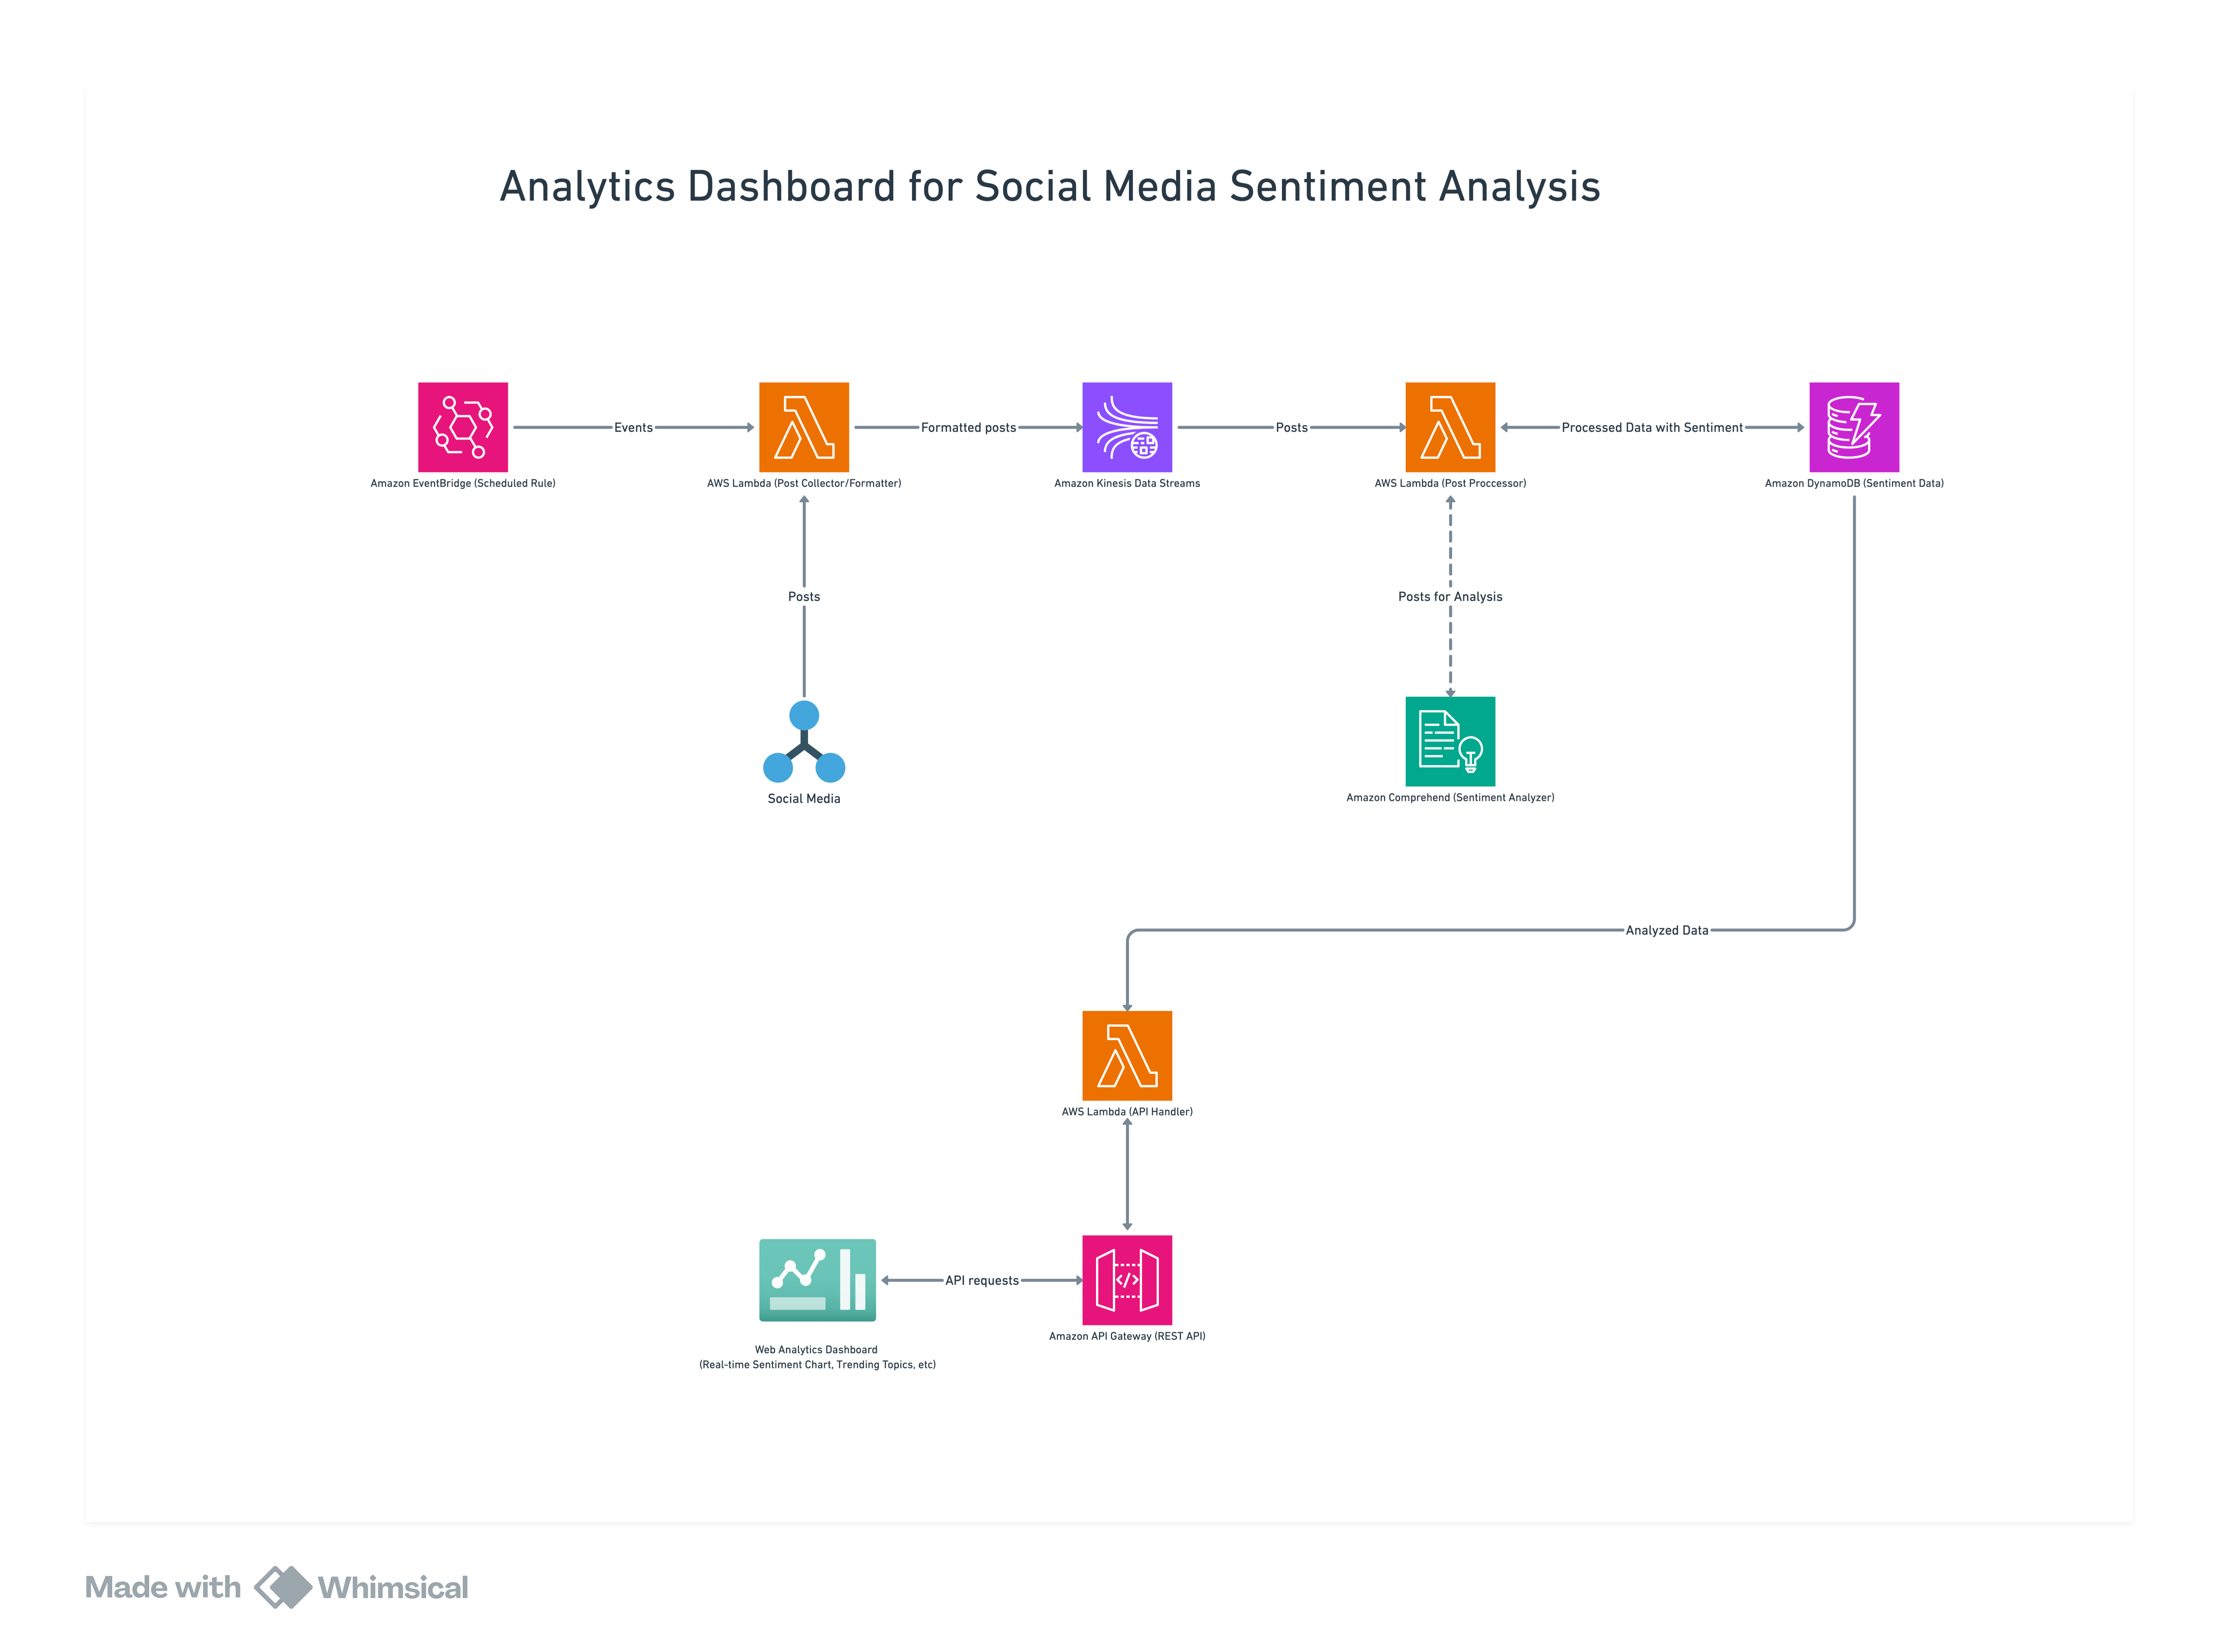 Analytics Dashboard for Social Media Sentiment Analysis
Events
Formatted posts
Posts
Processed Data with Sentiment
Amazon EventBridge (Scheduled Rule)
AWS Lambda (Post Collector/Formatter)
Amazon Kinesis Data Streams
AWS Lambda (Post Proccessor)
Amazon DynamoDB (Sentiment Data)
Posts
Posts for Analysis
Social Media
Amazon Comprehend (Sentiment Analyzer)
Analyzed Data
AWS Lambda (API Handler)
API requests
</>
Amazon API Gateway (REST API)
Web Analytics Dashboard
(Real-time Sentiment Chart, Trending Topics, etc)
Made with Whimsical